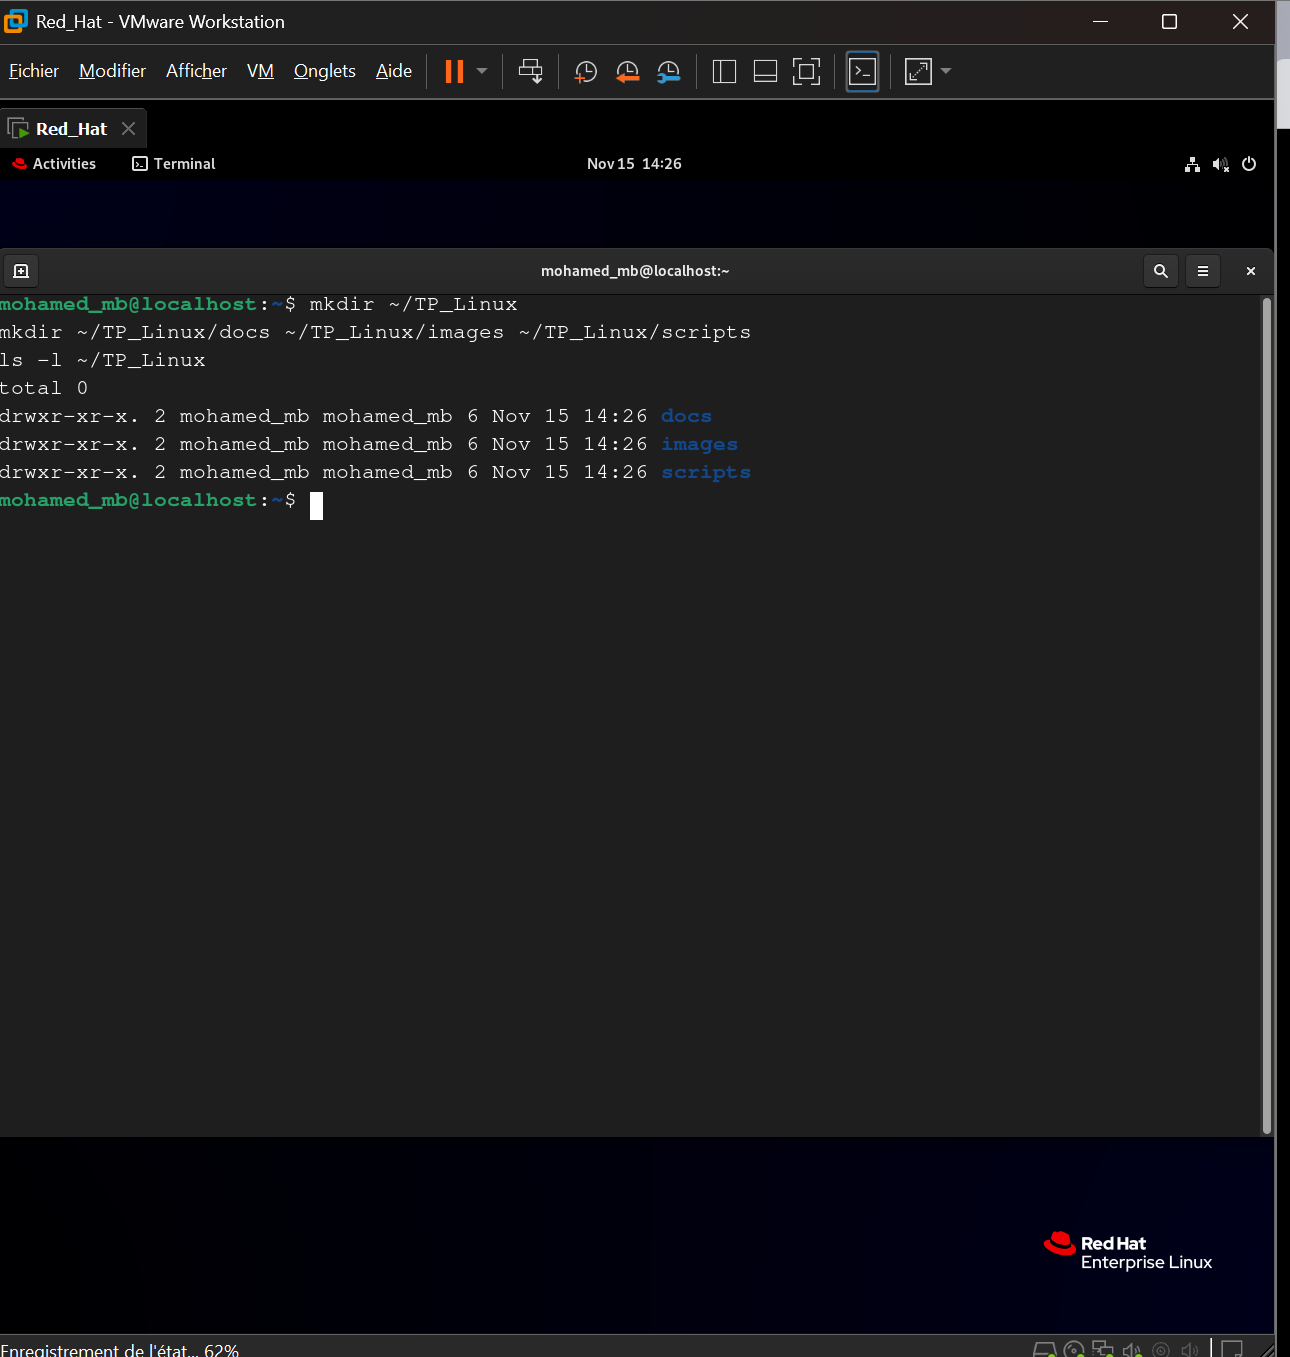 Red_Hat - VMware Workstation
Fichier Modifier Afficher VM Onglets Aide
Red_Hat
Activities Terminal Nov 15 14:26
mohamed_mb@localhost:~
mohamed_mb@localhost:~$ mkdir ~/TP_Linux
mkdir ~/TP_Linux/docs ~/TP_Linux/images ~/TP_Linux/scripts
ls -l ~/TP_Linux
total 0
drwxr-xr-x. 2 mohamed_mb mohamed_mb 6 Nov 15 14:26 docs
drwxr-xr-x. 2 mohamed_mb mohamed_mb 6 Nov 15 14:26 images
drwxr-xr-x. 2 mohamed_mb mohamed_mb 6 Nov 15 14:26 scripts
mohamed_mb@localhost:~$
Red Hat
Enterprise Linux
Enregistrement de l'état... 62%